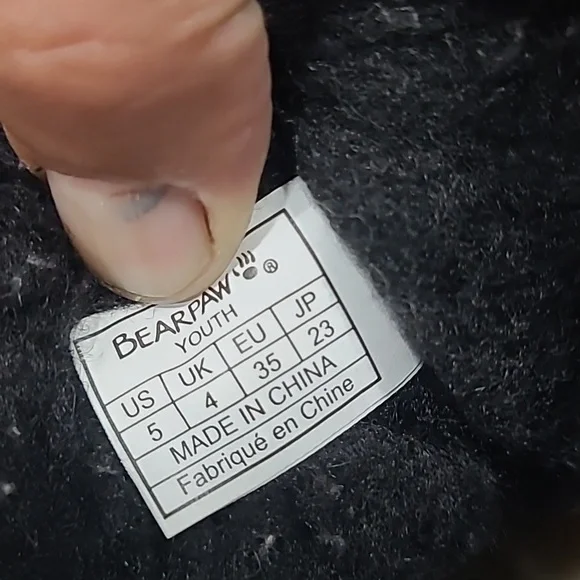 BEARPAW®
YOUTH
US UK EU JP
5 4 35 23
MADE IN CHINA
Fabriqué en Chine